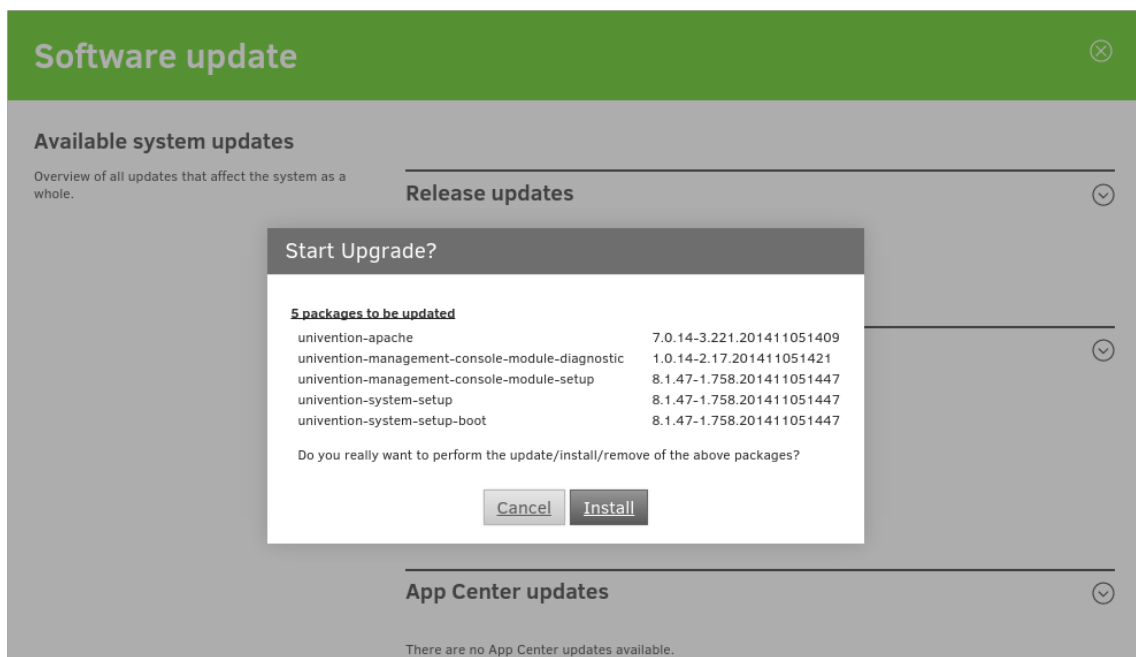 Software update
Available system updates
Overview of all updates that affect the system as a
whole.
Release updates
Start Upgrade?
5 packages to be updated
univention-apache 7.0.14-3.221.201411051409
univention-management-console-module-diagnostic 1.0.14-2.17.201411051421
univention-management-console-module-setup 8.1.47-1.758.201411051447
univention-system-setup 8.1.47-1.758.201411051447
univention-system-setup-boot 8.1.47-1.758.201411051447
Do you really want to perform the update/install/remove of the above packages?
Cancel Install
App Center updates
There are no App Center updates available.